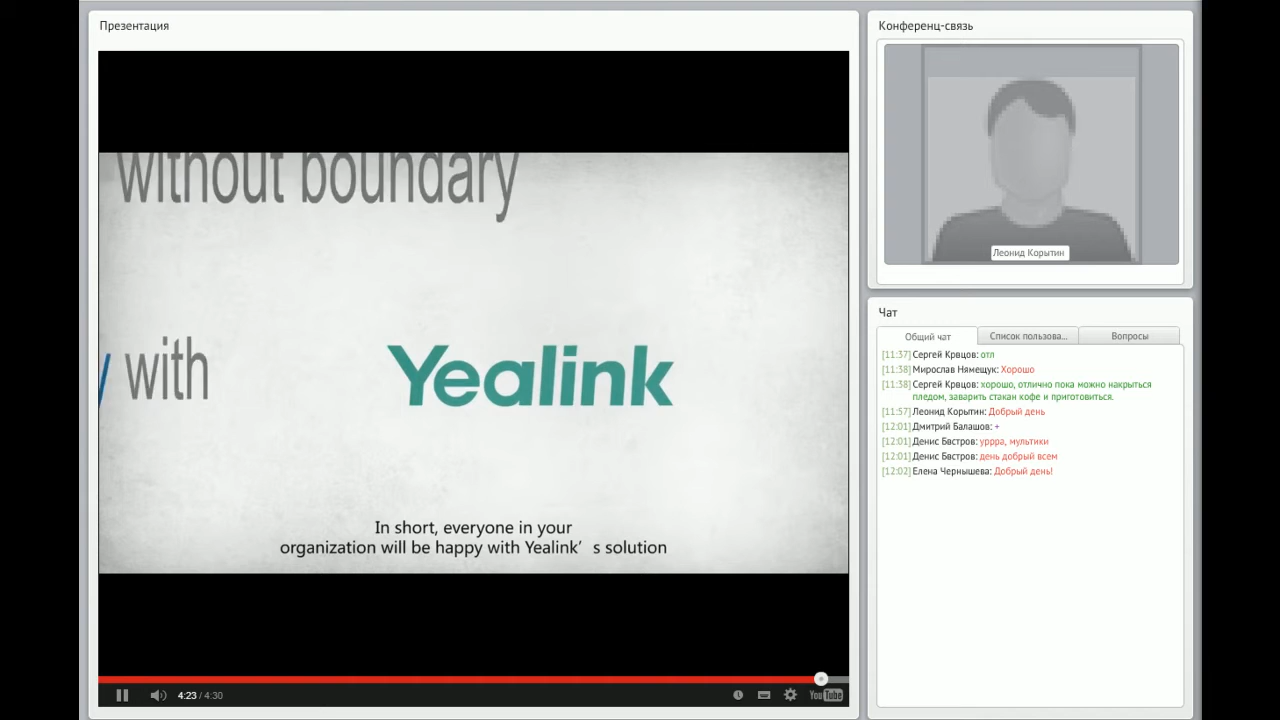 Презентация
without boundary
y with
Yealink
In short, everyone in your
organization will be happy with Yealink’s solution
4:23 / 4:30
YouTube
Конференц-связь
Леонид Корытин
Чат
Общий чат
Список пользова...
Вопросы
[11:37] Сергей Крвцов: отл
[11:38] Мирослав Нямещук: Хорошо
[11:38] Сергей Крвцов: хорошо, отлично пока можно накрыться
пледом, заварить стакан кофе и приготовиться.
[11:57] Леонид Корытин: Добрый день
[12:01] Дмитрий Балашов: +
[12:01] Денис Бвстров: уррра, мультики
[12:01] Денис Бвстров: день добрый всем
[12:02] Елена Чернышева: Добрый день!